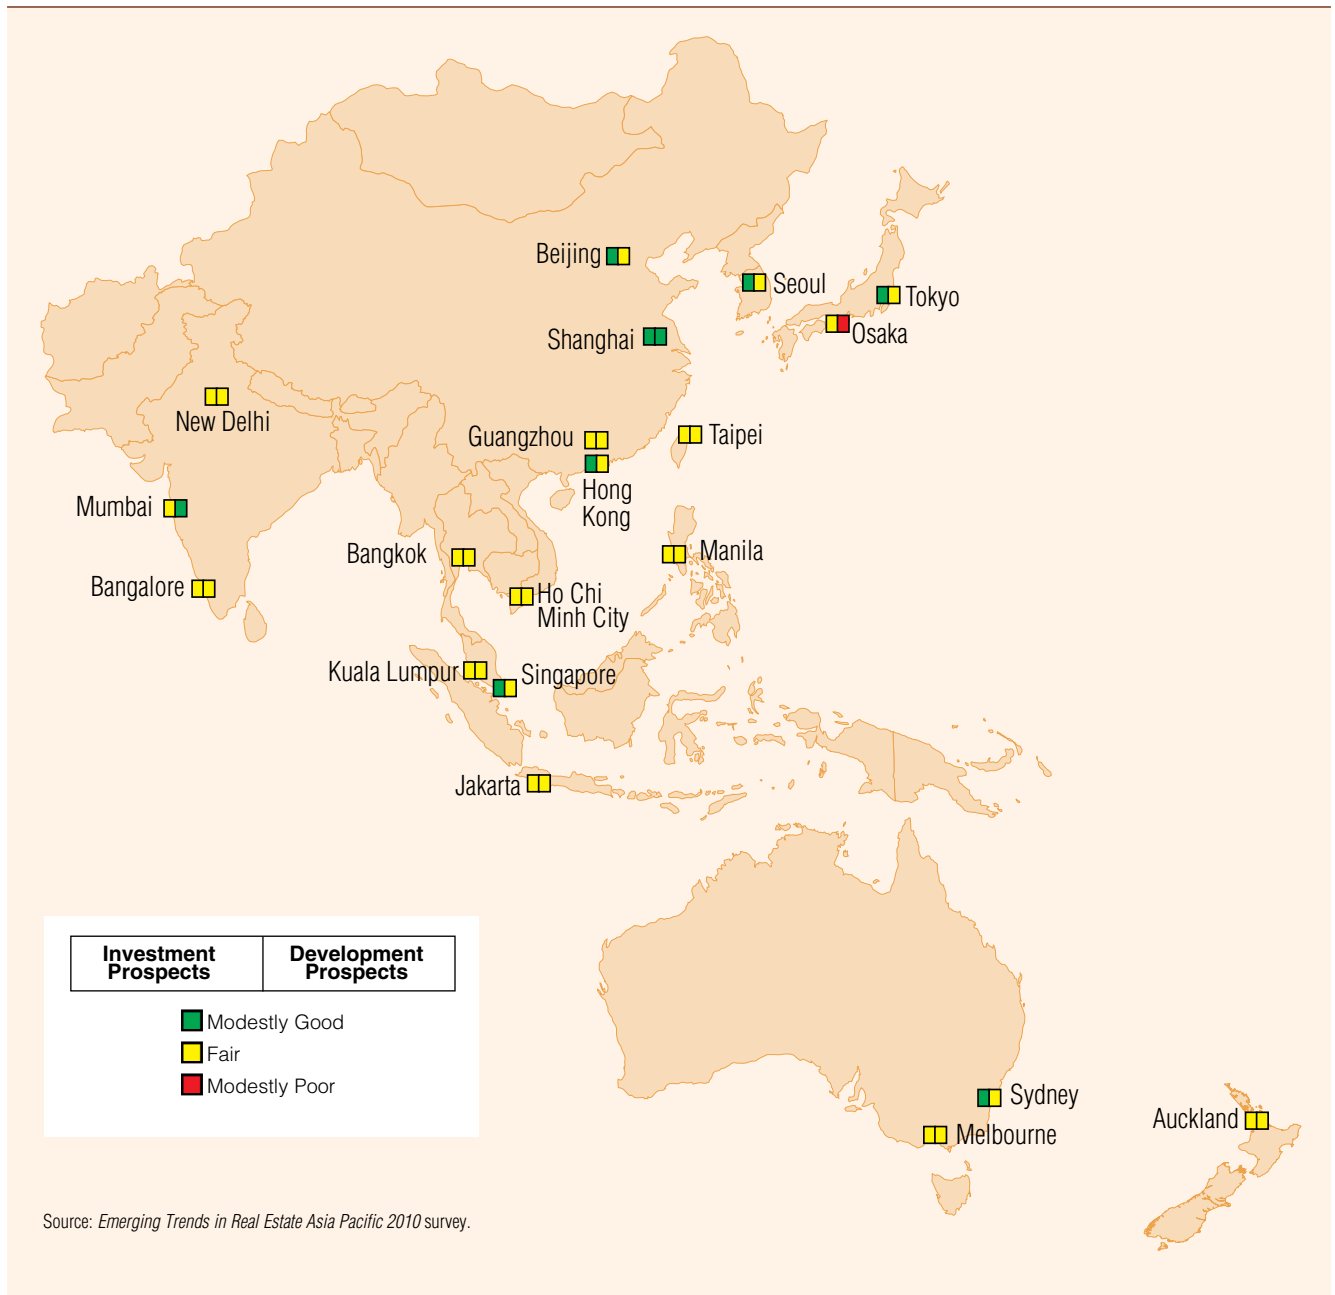 Beijing
Seoul
Tokyo
Shanghai
Osaka
New Delhi
Guangzhou
Taipei
Hong
Kong
Mumbai
Bangkok
Manila
Bangalore
Ho Chi
Minh City
Kuala Lumpur
Singapore
Jakarta
Investment
Prospects
Development
Prospects
Modestly Good
Fair
Modestly Poor
Sydney
Auckland
Melbourne
Source: Emerging Trends in Real Estate Asia Pacific 2010 survey.